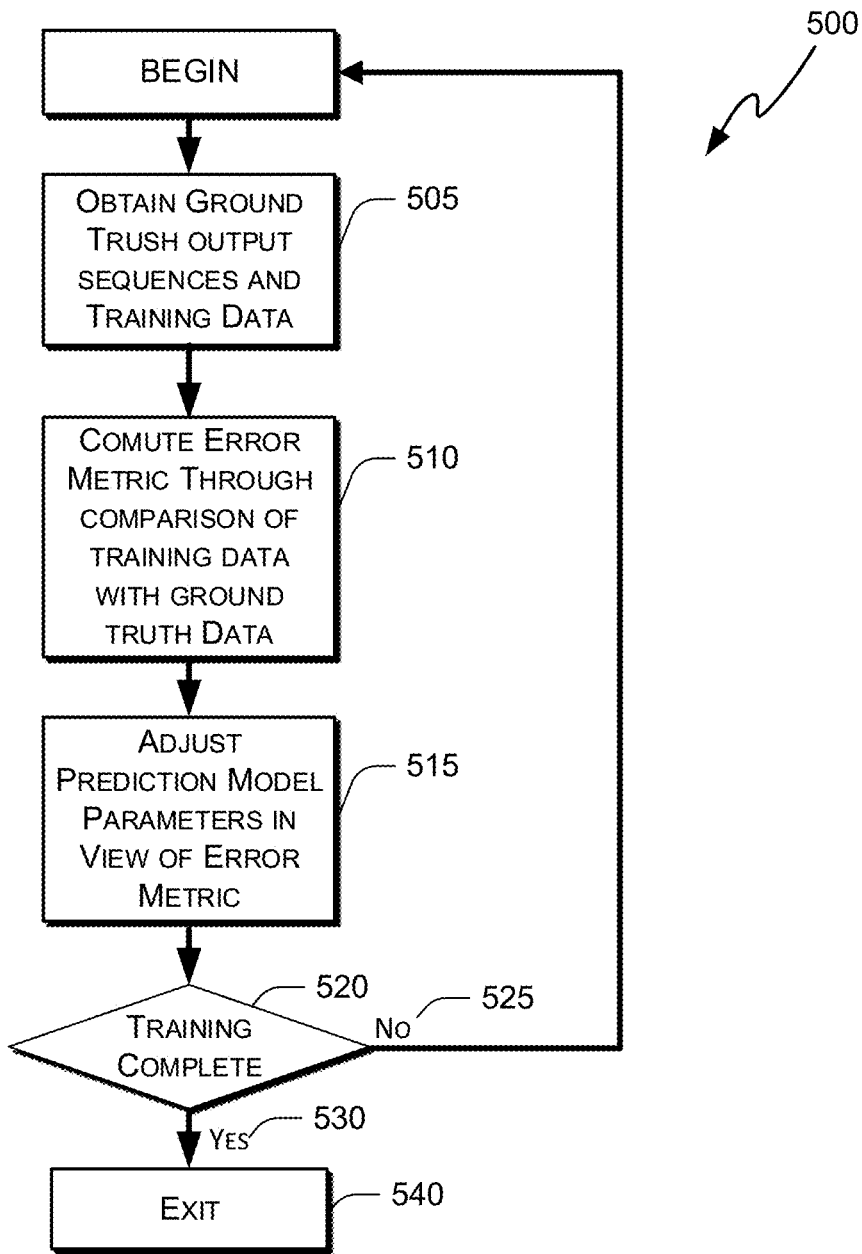 500
BEGIN
OBTAIN GROUND
TRUSH OUTPUT
SEQUENCES AND
TRAINING DATA
505
COMUTE ERROR
METRIC THROUGH
COMPARISON OF
TRAINING DATA
WITH GROUND
TRUTH DATA
510
ADJUST
PREDICTION MODEL
PARAMETERS IN
VIEW OF ERROR
METRIC
515
520
TRAINING
COMPLETE
NO
525
YES
530
EXIT
540